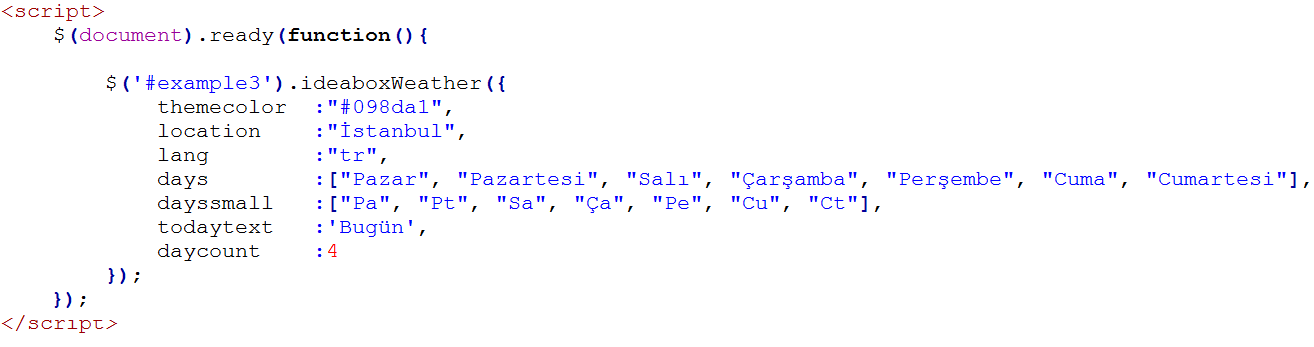 <script>
$(document).ready(function(){
$('#example3').ideaboxWeather({
themecolor :"#098da1",
location :"İstanbul",
lang :"tr",
days :["Pazar", "Pazartesi", "Salı", "Çarşamba", "Perşembe", "Cuma", "Cumartesi"],
dayssmall :["Pa", "Pt", "Sa", "Ça", "Pe", "Cu", "Ct"],
todaytext :'Bugün',
daycount :4
});
});
</script>